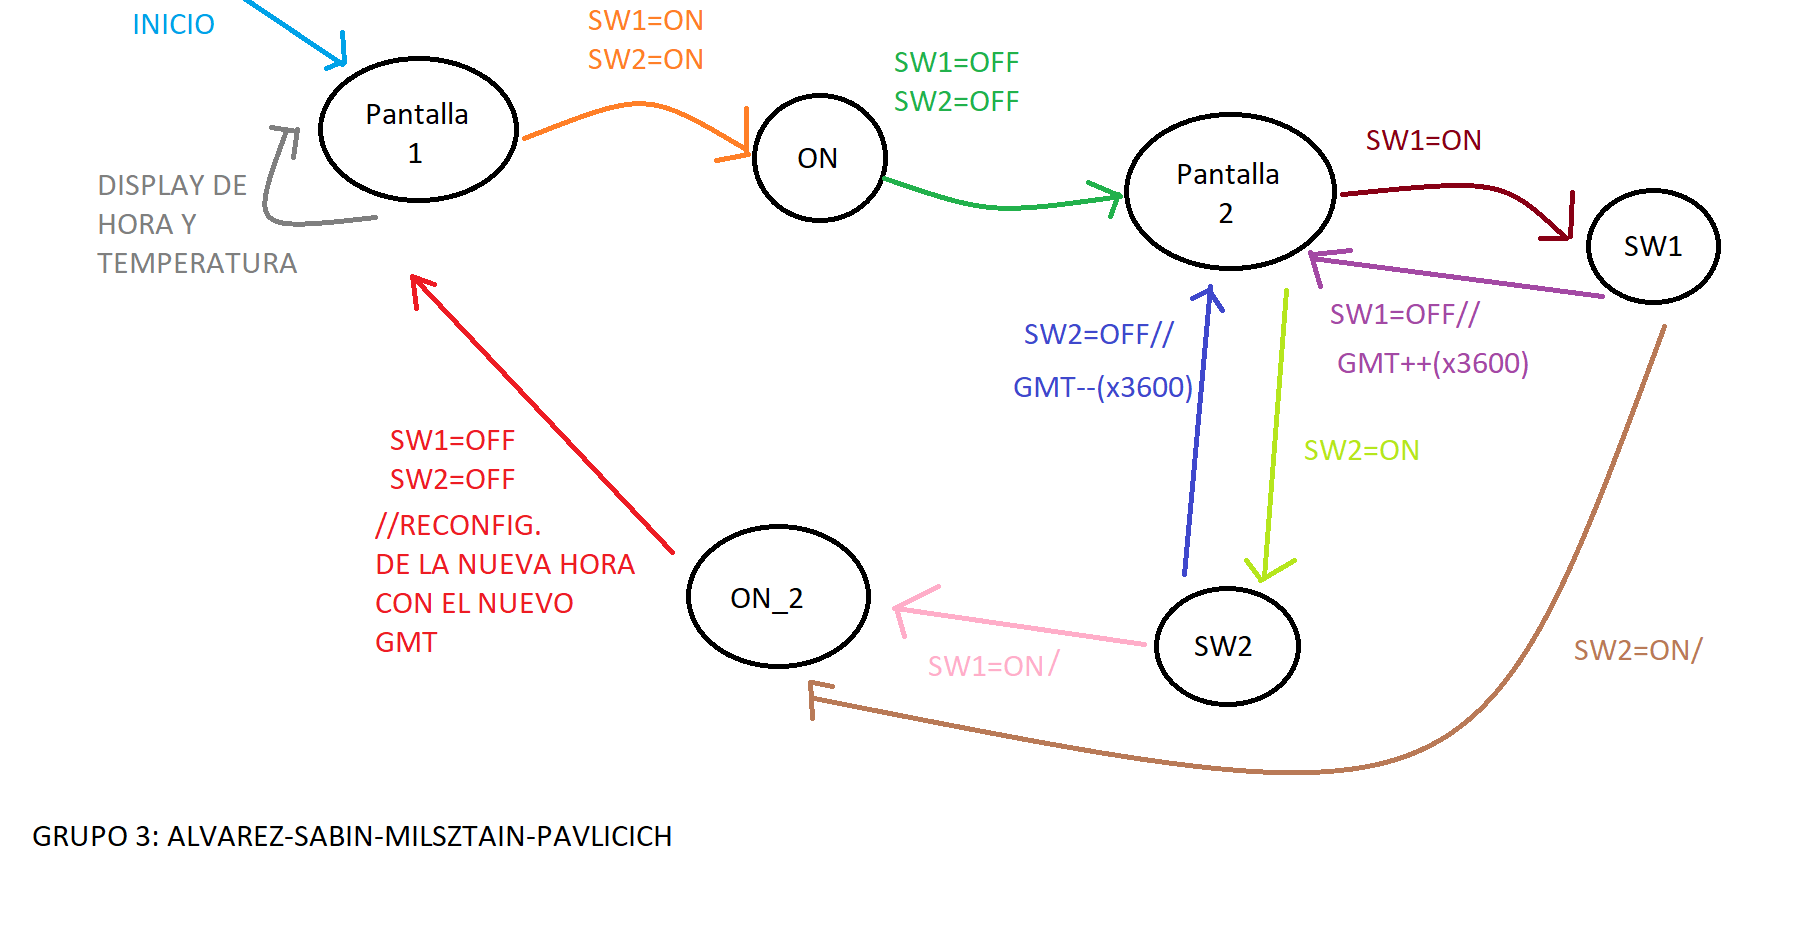 INICIO
SW1=ON
SW2=ON
SW1=OFF
SW2=OFF
Pantalla
1
ON
Pantalla
2
SW1=ON
SW1
DISPLAY DE
HORA Y
TEMPERATURA
SW1=OFF//
GMT++(x3600)
SW2=OFF//
GMT--(x3600)
SW2=ON
SW1=OFF
SW2=OFF
//RECONFIG.
DE LA NUEVA HORA
CON EL NUEVO
GMT
ON_2
SW1=ON/
SW2
SW2=ON/
GRUPO 3: ALVAREZ-SABIN-MILSZTAIN-PAVLICICH